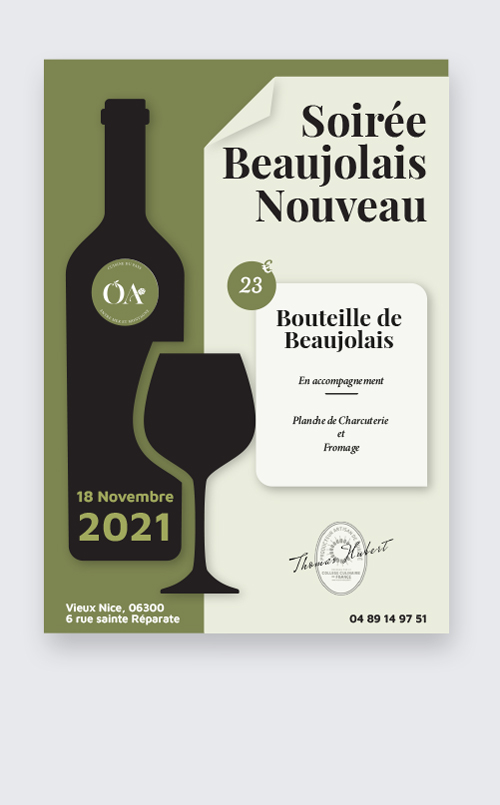 Soirée
Beaujolais
Nouveau
23
€
Bouteille de
Beaujolais
En accompagnement
Planche de Charcuterie
et
Fromage
OA
18 Novembre
2021
Thomas Hubert
Vieux Nice, 06300
6 rue sainte Réparate
04 89 14 97 51